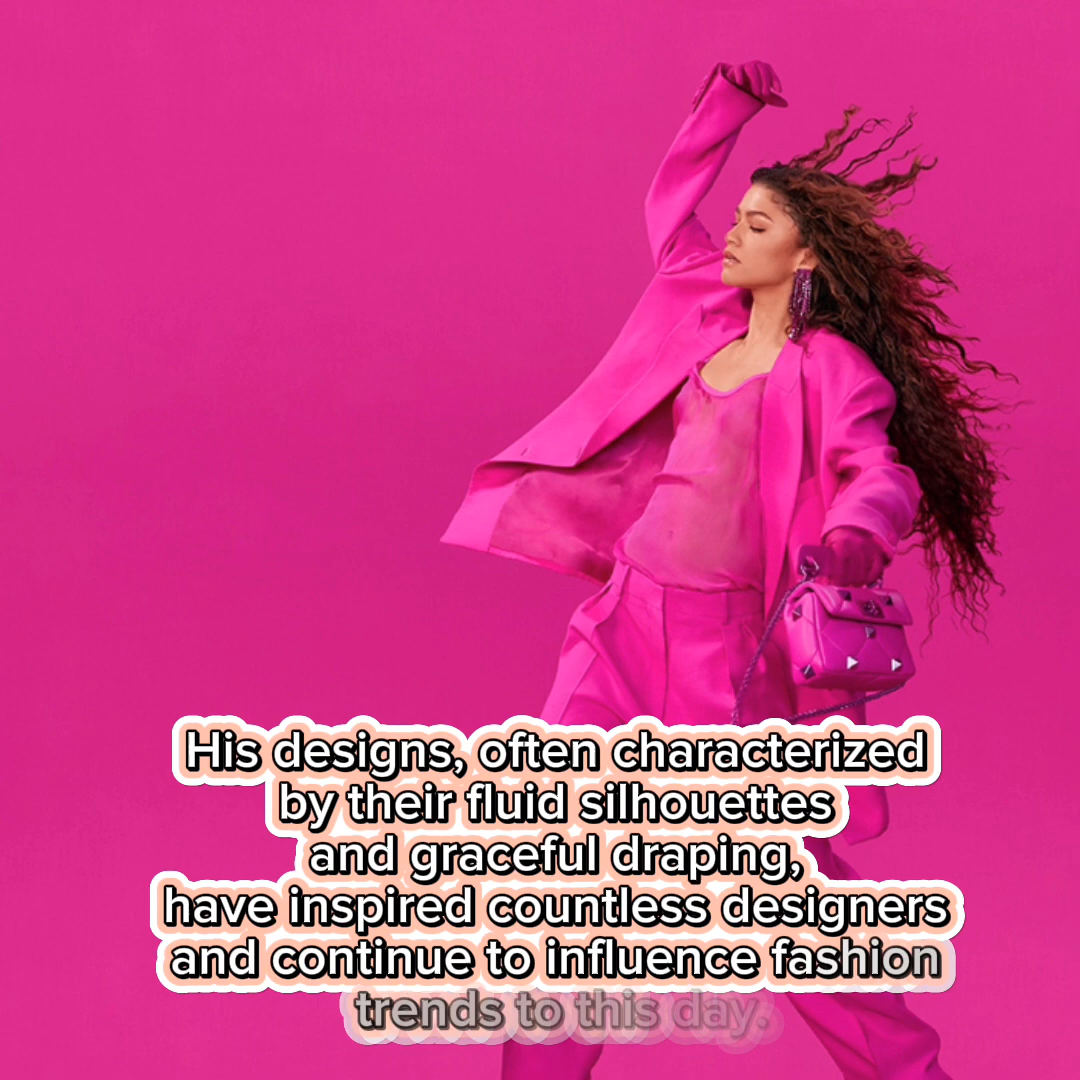 His designs, often characterized
by their fluid silhouettes
and graceful draping,
have inspired countless designers
and continue to influence fashion
trends to this day.